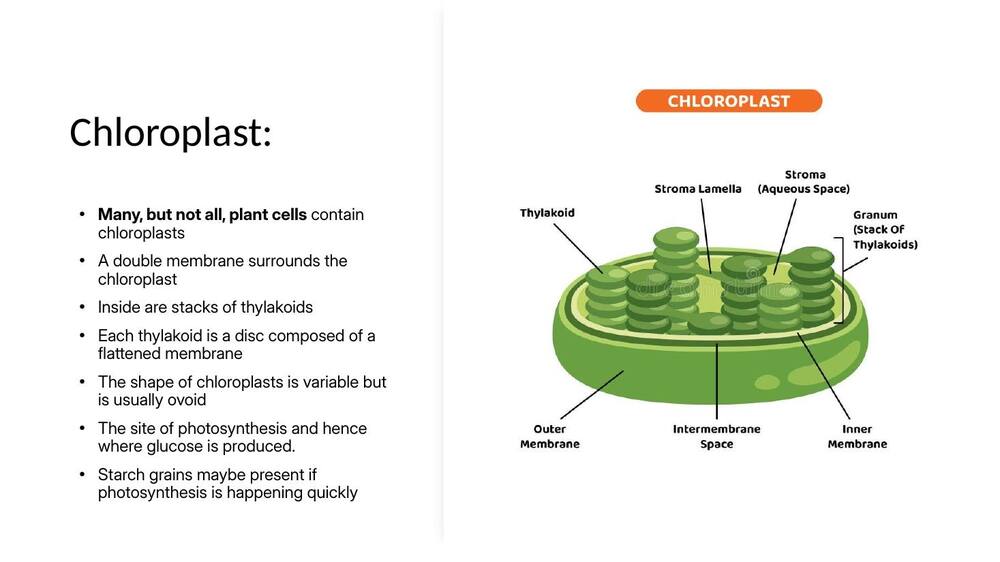 Chloroplast:
• Many, but not all, plant cells contain
chloroplasts
• A double membrane surrounds the
chloroplast
• Inside are stacks of thylakoids
• Each thylakoid is a disc composed of a
flattened membrane
• The shape of chloroplasts is variable but
is usually ovoid
• The site of photosynthesis and hence
where glucose is produced.
• Starch grains maybe present if
photosynthesis is happening quickly
CHLOROPLAST
Stroma
(Aqueous Space)
Stroma Lamella
Thylakoid
Granum
(Stack Of
Thylakoids)
Outer
Membrane
Intermembrane
Space
Inner
Membrane